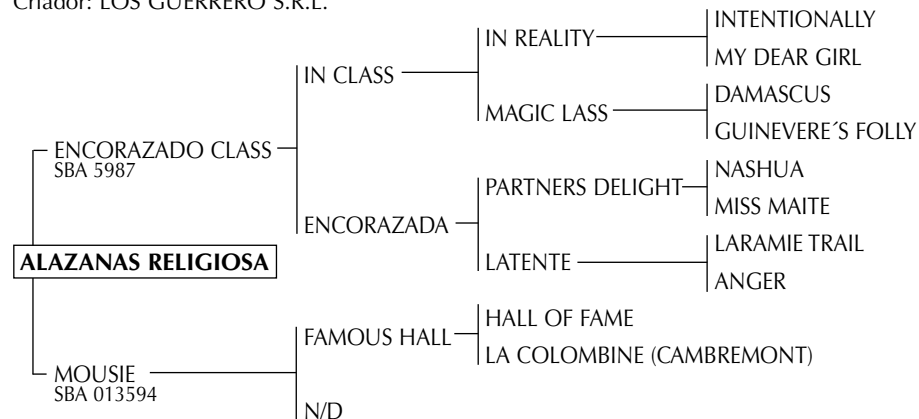 Criador: LOS GUERRERO S.R.L.
INTENTIONALLY
IN REALITY
MY DEAR GIRL
IN CLASS
DAMASCUS
MAGIC LASS
GUINEVERE´S FOLLY
ENCORAZADO CLASS
SBA 5987
NASHUA
PARTNERS DELIGHT
MISS MAITE
ENCORAZADA
LARAMIE TRAIL
LATENTE
ANGER
ALAZANAS RELIGIOSA
HALL OF FAME
FAMOUS HALL
LA COLOMBINE (CAMBREMONT)
MOUSIE
SBA 013594
N/D